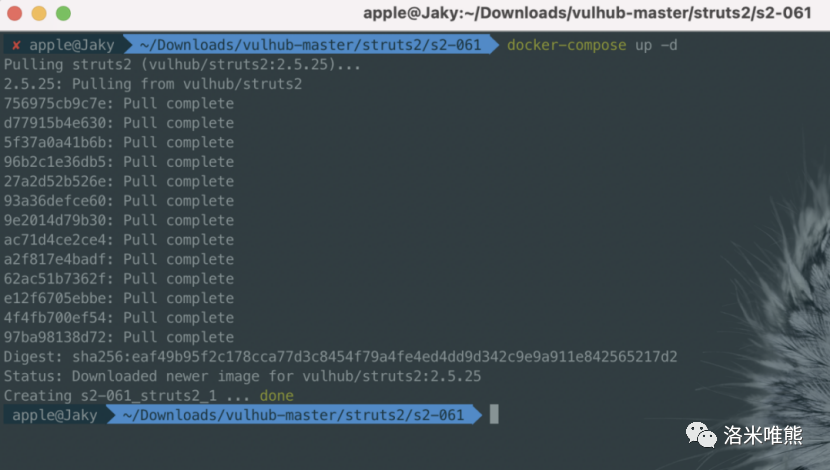 apple@Jaky:~/Downloads/vulhub-master/struts2/s2-061
✘ apple@Jaky ~/Downloads/vulhub-master/struts2/s2-061 docker-compose up -d
Pulling struts2 (vulhub/struts2:2.5.25)...
2.5.25: Pulling from vulhub/struts2
756975cb9c7e: Pull complete
d77915b4e630: Pull complete
5f37a0a41b6b: Pull complete
96b2c1e36db5: Pull complete
27a2d52b526e: Pull complete
93a36defce60: Pull complete
9e2014d79b30: Pull complete
ac71d4ce2ce4: Pull complete
a2f817e4badf: Pull complete
62ac51b7362f: Pull complete
e12f6705ebbe: Pull complete
4f4fb700ef54: Pull complete
97ba98138d72: Pull complete
Digest: sha256:eaf49b95f2c178cca77d3c8454f79a4fe4ed4dd9d342c9e9a911e842565217d2
Status: Downloaded newer image for vulhub/struts2:2.5.25
Creating s2-061_struts2_1 ... done
apple@Jaky ~/Downloads/vulhub-master/struts2/s2-061
洛米唯熊